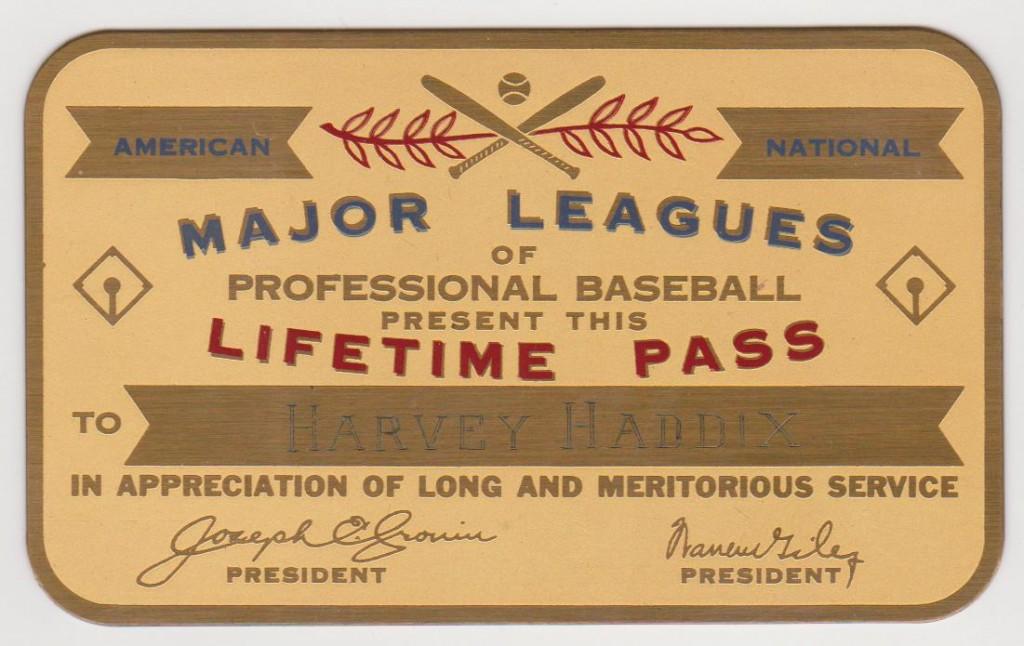 AMERICAN
NATIONAL
MAJOR LEAGUES
OF
PROFESSIONAL BASEBALL
PRESENT THIS
LIFETIME PASS
TO HARVEY HADDIX
IN APPRECIATION OF LONG AND MERITORIOUS SERVICE
Joseph E. Cronin Warren Giles
PRESIDENT PRESIDENT